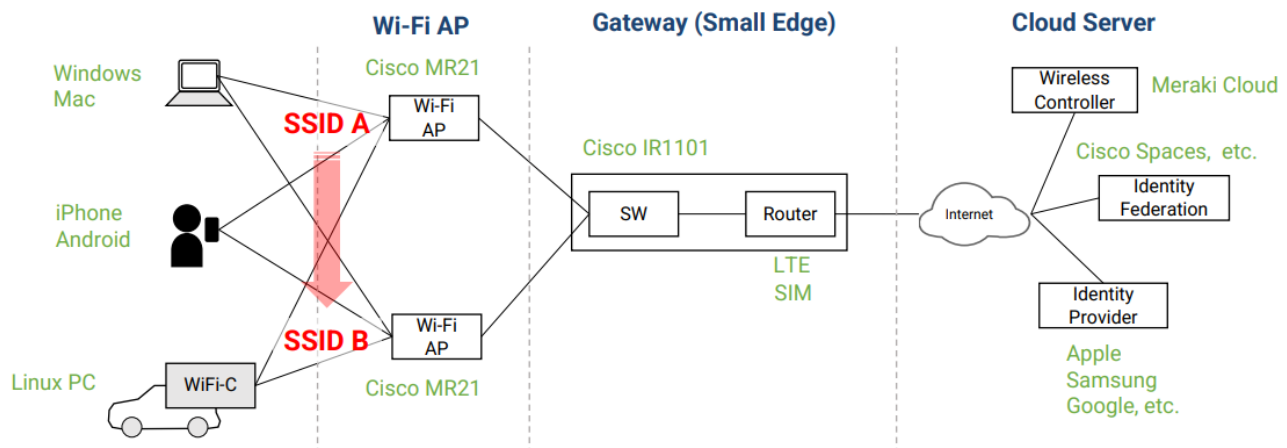 Wi-Fi AP
Gateway (Small Edge)
Cloud Server
Windows
Mac
Cisco MR21
Wi-Fi
AP
SSID A
Wireless
Controller
Meraki Cloud
Cisco IR1101
Cisco Spaces, etc.
iPhone
Android
SW
Router
Internet
Identity
Federation
LTE
SIM
Identity
Provider
SSID B
Wi-Fi
AP
Cisco MR21
Linux PC
WiFi-C
Apple
Samsung
Google, etc.